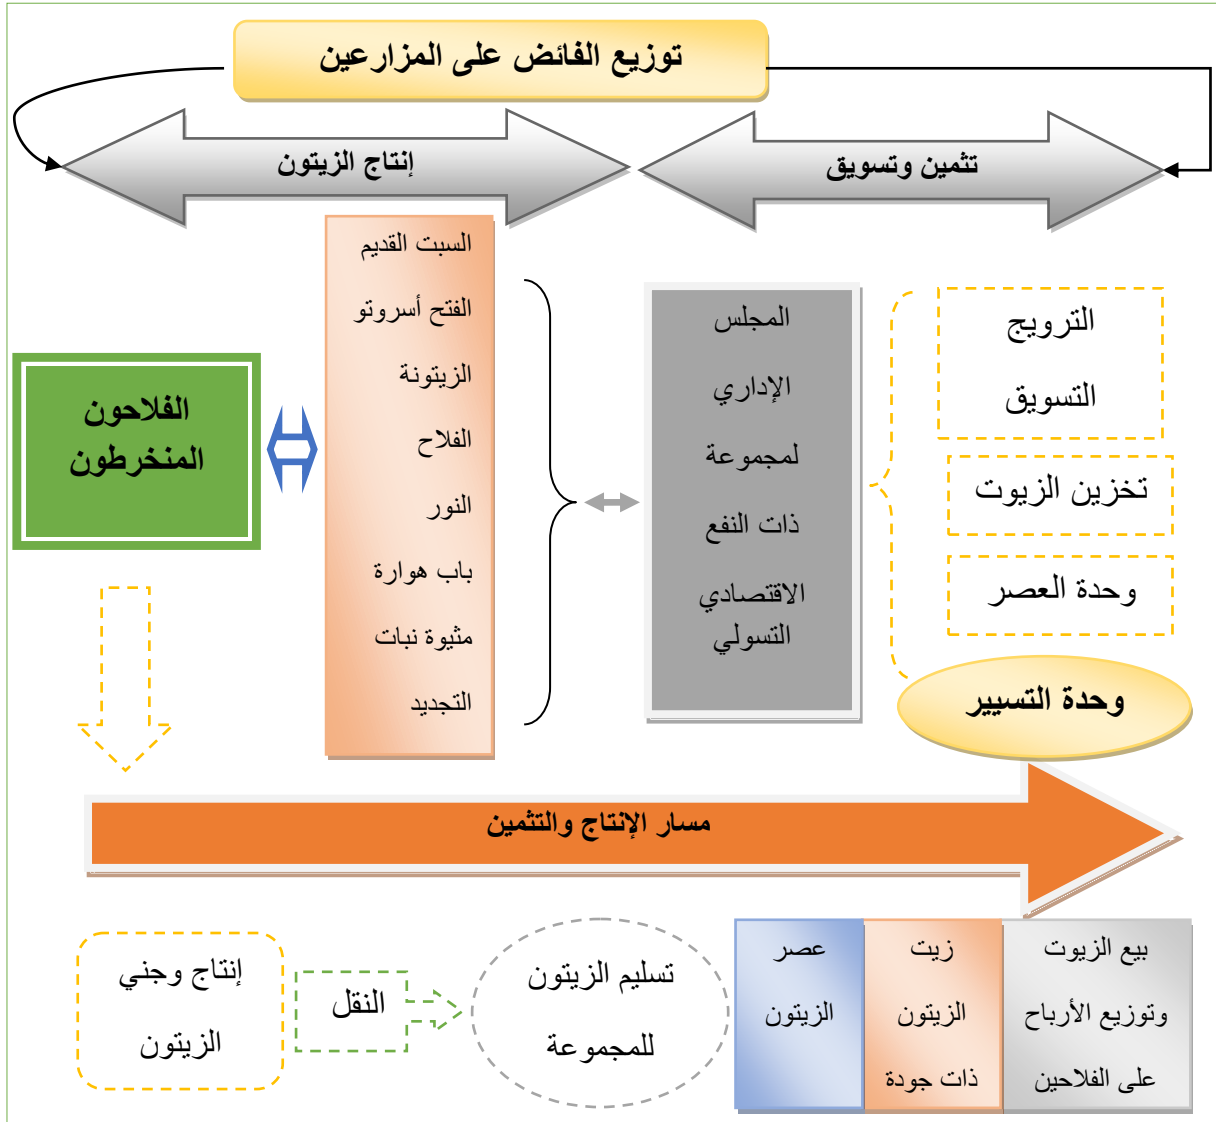 توزيع الفائض على المزارعين
تثمين وتسويق
إنتاج الزيتون
الفلاحون
المنخرطون
السبت القديم
الفتح أسروتو
الزيتونة
الفلاح
النور
باب هوارة
مثيوة نبات
التجديد
المجلس
الإداري
لمجموعة
ذات النفع
الاقتصادي
التسولي
الترويج
التسويق
تخزين الزيوت
وحدة العصر
وحدة التسيير
مسار الإنتاج والتثمين
إنتاج وجني
الزيتون
النقل
تسليم الزيتون
للمجموعة
عصر
الزيتون
زيت
الزيتون
ذات جودة
بيع الزيوت
وتوزيع الأرباح
على الفلاحين